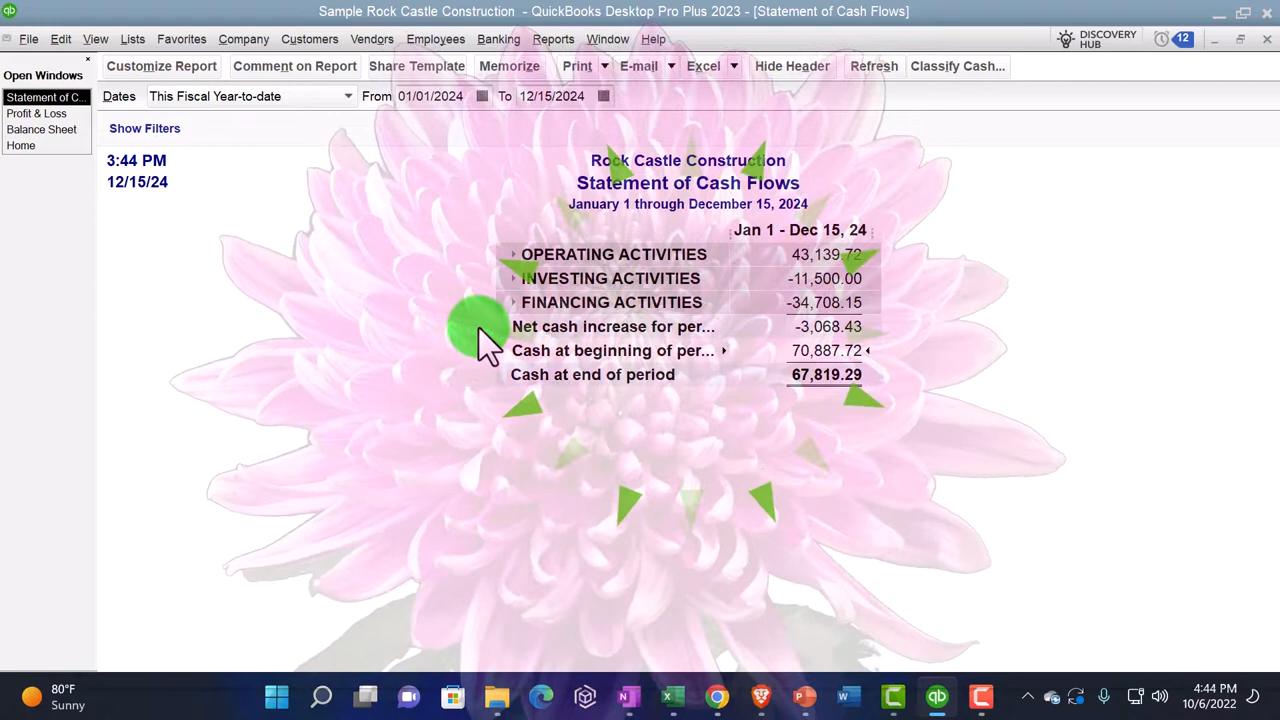 Sample Rock Castle Construction - QuickBooks Desktop Pro Plus 2023 - [Statement of Cash Flows]
File Edit View Lists Favorites Company Customers Vendors Employees Banking Reports Window Help
DISCOVERY
HUB
12
Open Windows
Statement of C...
Profit & Loss
Balance Sheet
Home
Customize Report Comment on Report Share Template Memorize Print E-mail Excel Hide Header Refresh Classify Cash...
Dates This Fiscal Year-to-date From 01/01/2024 To 12/15/2024
Show Filters
3:44 PM
12/15/24
Rock Castle Construction
Statement of Cash Flows
January 1 through December 15, 2024
Jan 1 - Dec 15, 24
OPERATING ACTIVITIES 43,139.72
INVESTING ACTIVITIES -11,500.00
FINANCING ACTIVITIES -34,708.15
Net cash increase for per... -3,068.43
Cash at beginning of per... 70,887.72
Cash at end of period 67,819.29
80°F
Sunny
4:44 PM
10/6/2022